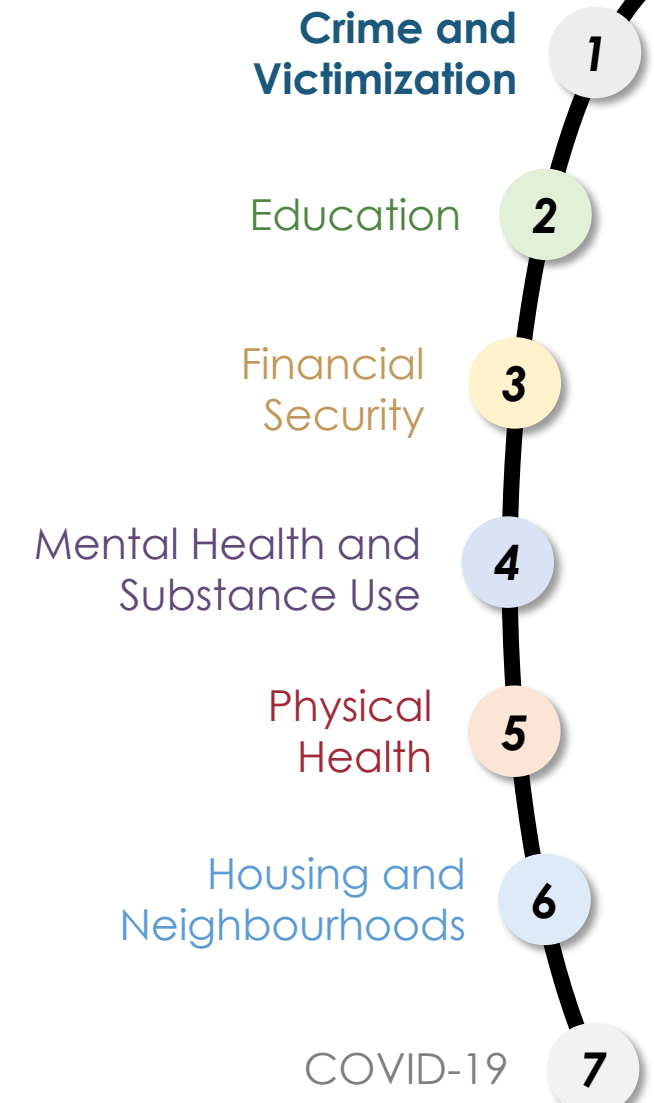 Crime and
Victimization
1
Education
2
Financial
Security
3
Mental Health and
Substance Use
4
Physical
Health
5
Housing and
Neighbourhoods
6
COVID-19
7